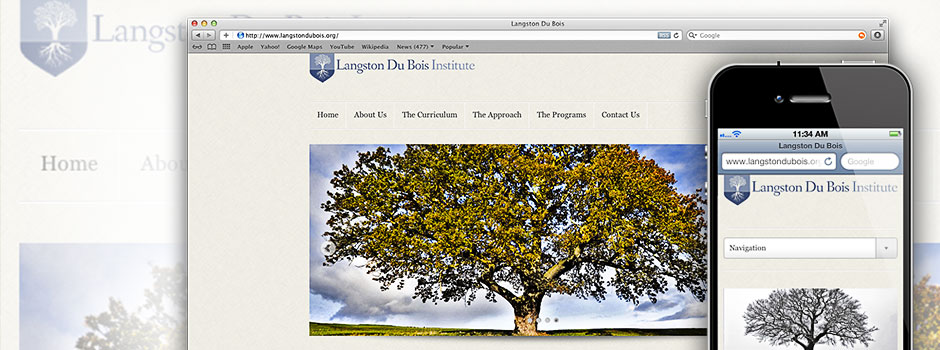 Langston Du Bois
Home
Abou
Langston Du Bois
http://www.langstondubois.org/
RSS
Google
Apple Yahoo! Google Maps YouTube Wikipedia News (477) Popular
Langston Du Bois Institute
Home About Us The Curriculum The Approach The Programs Contact Us
11:34 AM
Langston Du Bois
www.langstondubois.org
Google
Langston Du Bois Institute
Navigation